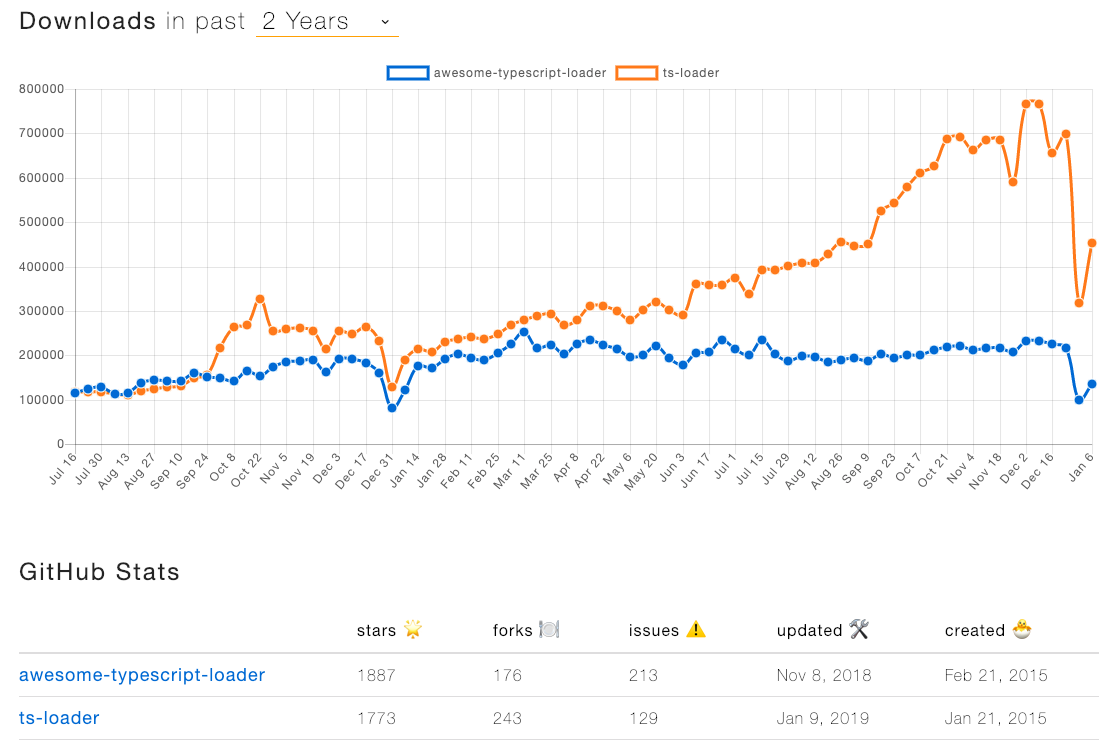 Downloads in past 2 Years
awesome-typescript-loader ts-loader
800000
700000
600000
500000
400000
300000
200000
100000
0
Jul 16 Jul 30 Aug 13 Aug 27 Sep 10 Sep 24 Oct 8 Oct 22 Nov 5 Nov 19 Dec 3 Dec 17 Dec 31 Jan 14 Jan 28 Feb 11 Feb 25 Mar 11 Mar 25 Apr 8 Apr 22 May 6 May 20 Jun 3 Jun 17 Jul 1 Jul 15 Jul 29 Aug 12 Aug 26 Sep 9 Sep 23 Oct 7 Oct 21 Nov 4 Nov 18 Dec 2 Dec 16 Jan 6
GitHub Stats
stars 🌟 forks 🍽 issues ⚠️ updated 🛠 created 🐣
awesome-typescript-loader 1887 176 213 Nov 8, 2018 Feb 21, 2015
ts-loader 1773 243 129 Jan 9, 2019 Jan 21, 2015